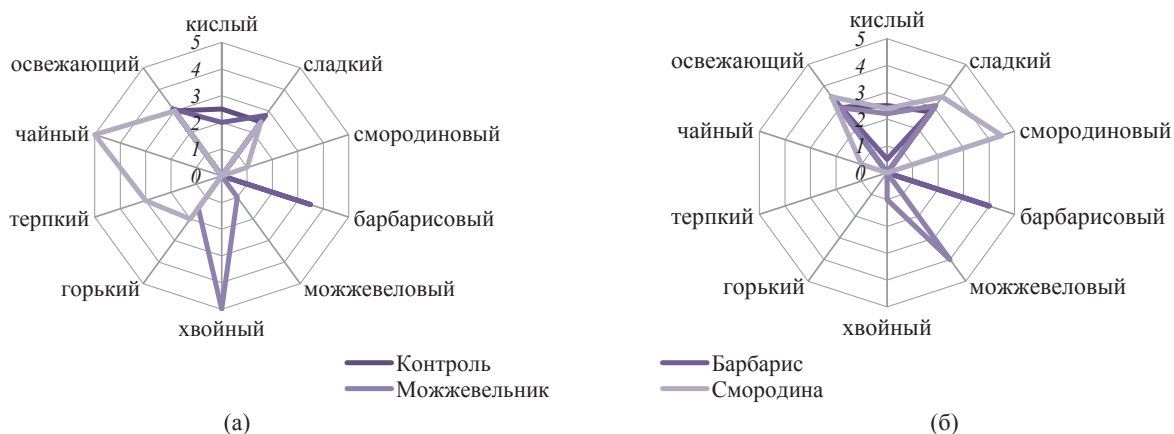 кислый
5
4
3
2
1
0
сладкий
смородиновый
барбарисовый
можжевеловый
хвойный
горький
терпкий
чайный
освежающий
кислый
5
4
3
2
1
0
сладкий
смородиновый
барбарисовый
можжевеловый
хвойный
горький
терпкий
чайный
освежающий
Контроль
Барбарис
Можжевельник
Смородина
(а)
(б)